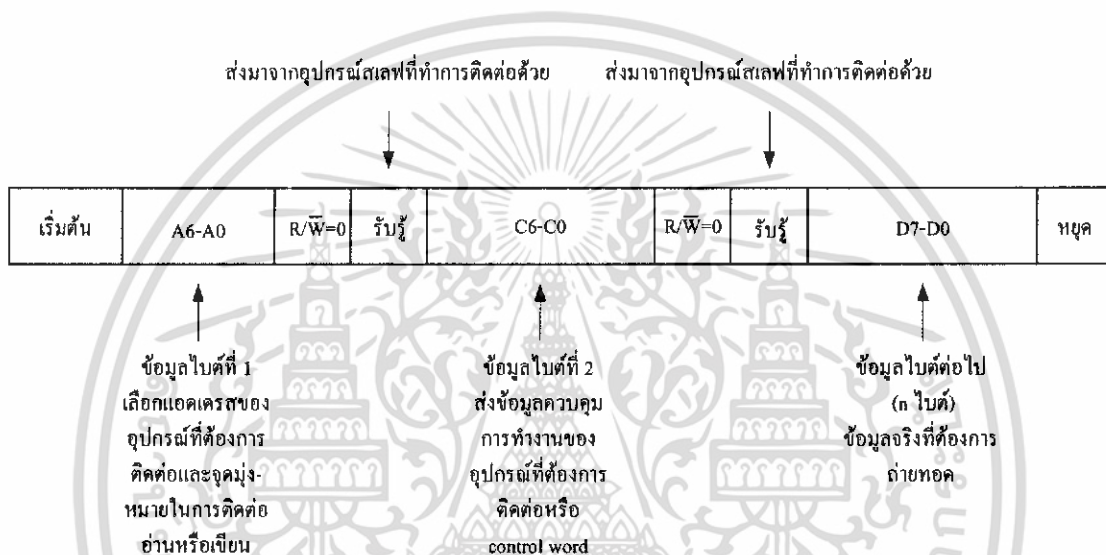 ส่งมาจากอุปกรณ์สเลฟที่ทำการติดต่อด้วย ส่งมาจากอุปกรณ์สเลฟที่ทำการติดต่อด้วย
เริ่มต้น A6-A0 R/W̅=0 รับรู้ C6-C0 R/W̅=0 รับรู้ D7-D0 หยุด
ข้อมูลไบต์ที่ 1
เลือกแอดเดรสของ
อุปกรณ์ที่ต้องการ
ติดต่อและจุดมุ่ง-
หมายในการติดต่อ
อ่านหรือเขียน
ข้อมูลไบต์ที่ 2
ส่งข้อมูลควบคุม
การทำงานของ
อุปกรณ์ที่ต้องการ
ติดต่อหรือ
control word
ข้อมูลไบต์ต่อไป
(n ไบต์)
ข้อมูลจริงที่ต้องการ
ถ่ายทอด